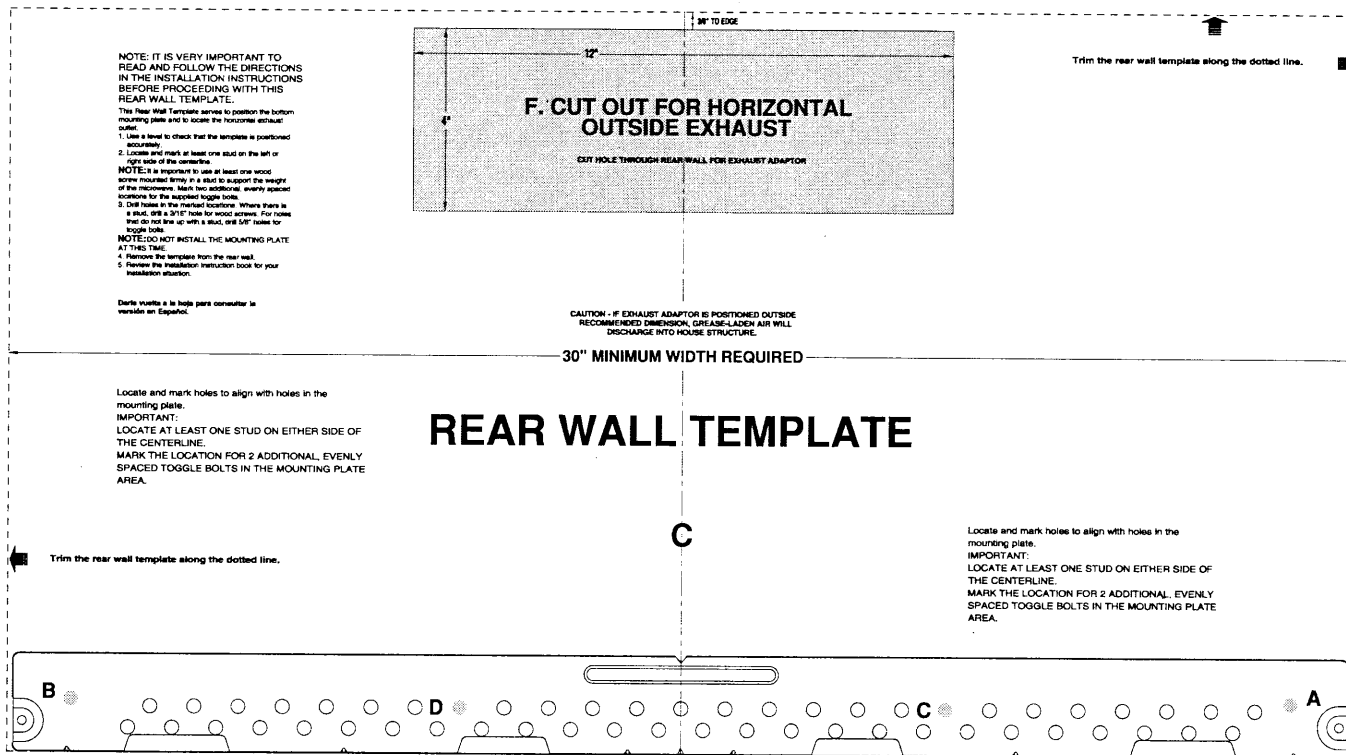 3/8" TO EDGE
NOTE: IT IS VERY IMPORTANT TO
READ AND FOLLOW THE DIRECTIONS
IN THE INSTALLATION INSTRUCTIONS
BEFORE PROCEEDING WITH THIS
REAR WALL TEMPLATE.
This Rear Wall Template serves to position the bottom
mounting plate and to locate the horizontal exhaust
outlet.
1. Use a level to check that the template is positioned
accurately.
2. Locate and mark at least one stud on the left or
right side of the centerline.
NOTE: It is important to use at least one wood
screw mounted firmly in a stud to support the weight
of the microwave. Mark two additional, evenly spaced
locations for the supplied toggle bolts.
3. Drill holes in the marked locations. Where there is
a stud, drill a 3/16" hole for wood screws. For holes
that do not line up with a stud, drill 5/8" holes for
toggle bolts.
NOTE: DO NOT INSTALL THE MOUNTING PLATE
AT THIS TIME.
4. Remove the template from the rear wall.
5. Review the Installation Instruction book for your
installation situation.
Darle vuelta a la hoja para consultar la
versión en Español.
12"
4"
F. CUT OUT FOR HORIZONTAL
OUTSIDE EXHAUST
CUT HOLE THROUGH REAR WALL FOR EXHAUST ADAPTOR
Trim the rear wall template along the dotted line.
CAUTION - IF EXHAUST ADAPTOR IS POSITIONED OUTSIDE
RECOMMENDED DIMENSION, GREASE-LADEN AIR WILL
DISCHARGE INTO HOUSE STRUCTURE.
30" MINIMUM WIDTH REQUIRED
Locate and mark holes to align with holes in the
mounting plate.
IMPORTANT:
LOCATE AT LEAST ONE STUD ON EITHER SIDE OF
THE CENTERLINE.
MARK THE LOCATION FOR 2 ADDITIONAL, EVENLY
SPACED TOGGLE BOLTS IN THE MOUNTING PLATE
AREA.
REAR WALL TEMPLATE
C
Trim the rear wall template along the dotted line.
Locate and mark holes to align with holes in the
mounting plate.
IMPORTANT:
LOCATE AT LEAST ONE STUD ON EITHER SIDE OF
THE CENTERLINE.
MARK THE LOCATION FOR 2 ADDITIONAL, EVENLY
SPACED TOGGLE BOLTS IN THE MOUNTING PLATE
AREA.
B
D
C
A